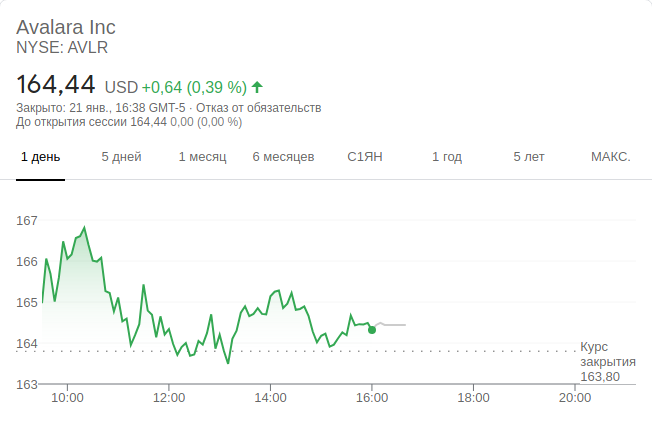 Avalara Inc
NYSE: AVLR
164,44 USD +0,64 (0,39 %)
Закрыто: 21 янв., 16:38 GMT-5 · Отказ от обязательств
До открытия сессии 164,44 0,00 (0,00 %)
1 день 5 дней 1 месяц 6 месяцев С1ЯН 1 год 5 лет МАКС.
167
166
165
164
Курс
закрытия
163,80
163
10:00 12:00 14:00 16:00 18:00 20:00